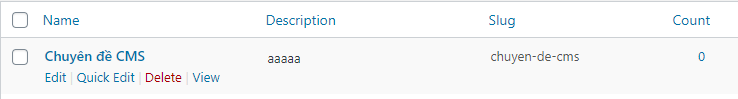 Name Description Slug Count
Chuyên đề CMS aaaaa chuyen-de-cms 0
Edit | Quick Edit | Delete | View